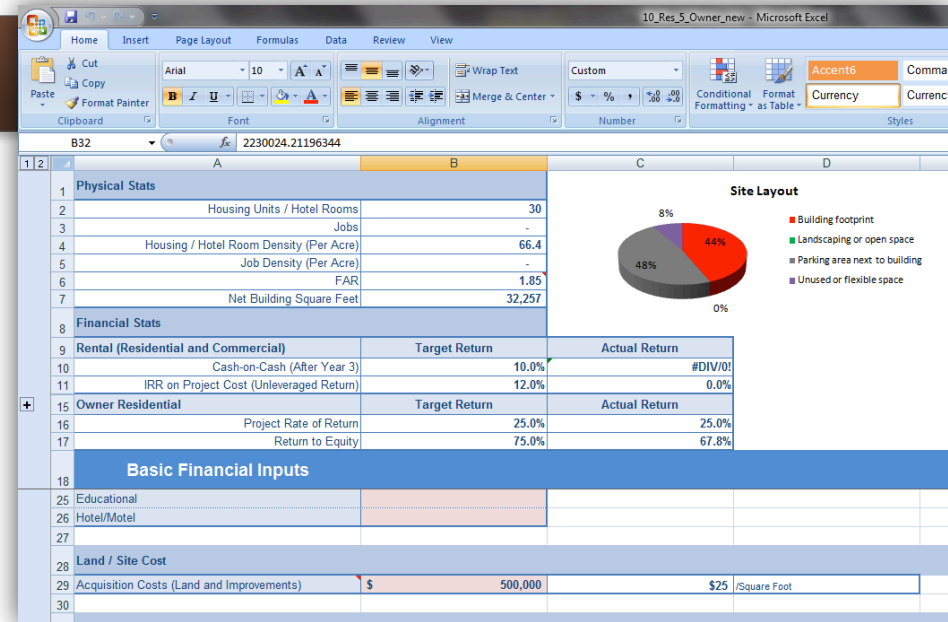 10_Res_5_Owner_new - Microsoft Excel
Home Insert Page Layout Formulas Data Review View
Paste
Cut
Copy
Format Painter
Clipboard
Arial 10 A A
B I U A
Font
Wrap Text
Merge & Center
Alignment
Custom
$ % , .0 .00 .00 .0
Number
Conditional Formatting
Format as Table
Accent6 Comma
Currency Currenc
Styles
B32 fx 2230024.21196344
1 2 A B C D
1 Physical Stats
2 Housing Units / Hotel Rooms 30
3 Jobs -
4 Housing / Hotel Room Density (Per Acre) 66.4
5 Job Density (Per Acre) -
6 FAR 1.85
7 Net Building Square Feet 32,257
Site Layout
8%
44%
48%
0%
Building footprint
Landscaping or open space
Parking area next to building
Unused or flexible space
8 Financial Stats
9 Rental (Residential and Commercial) Target Return Actual Return
10 Cash-on-Cash (After Year 3) 10.0% #DIV/0!
11 IRR on Project Cost (Unleveraged Return) 12.0% 0.0%
+ 15 Owner Residential Target Return Actual Return
16 Project Rate of Return 25.0% 25.0%
17 Return to Equity 75.0% 67.8%
18 Basic Financial Inputs
25 Educational
26 Hotel/Motel
27
28 Land / Site Cost
29 Acquisition Costs (Land and Improvements) $ 500,000 $25 /Square Foot
30